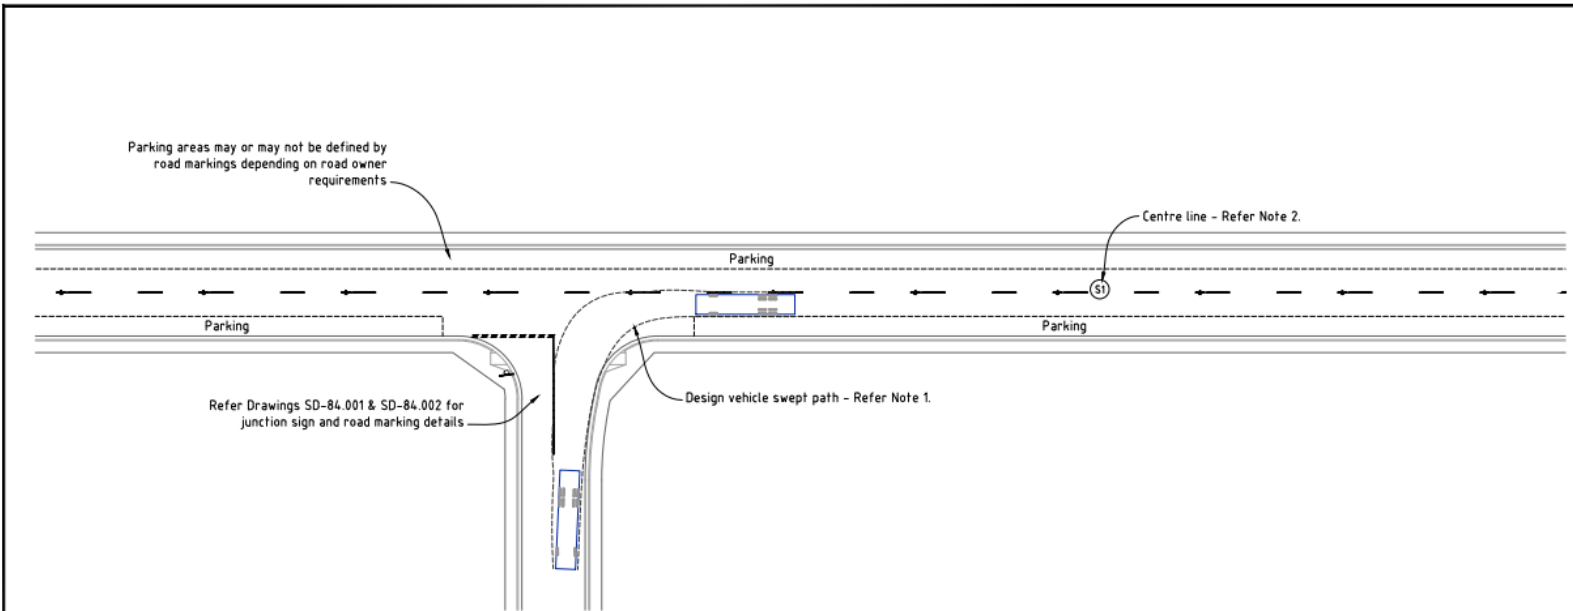 Parking areas may or may not be defined by
road markings depending on road owner
requirements
Centre line - Refer Note 2.
Parking
S1
Parking
Parking
Design vehicle swept path - Refer Note 1.
Refer Drawings SD-84.001 & SD-84.002 for
junction sign and road marking details